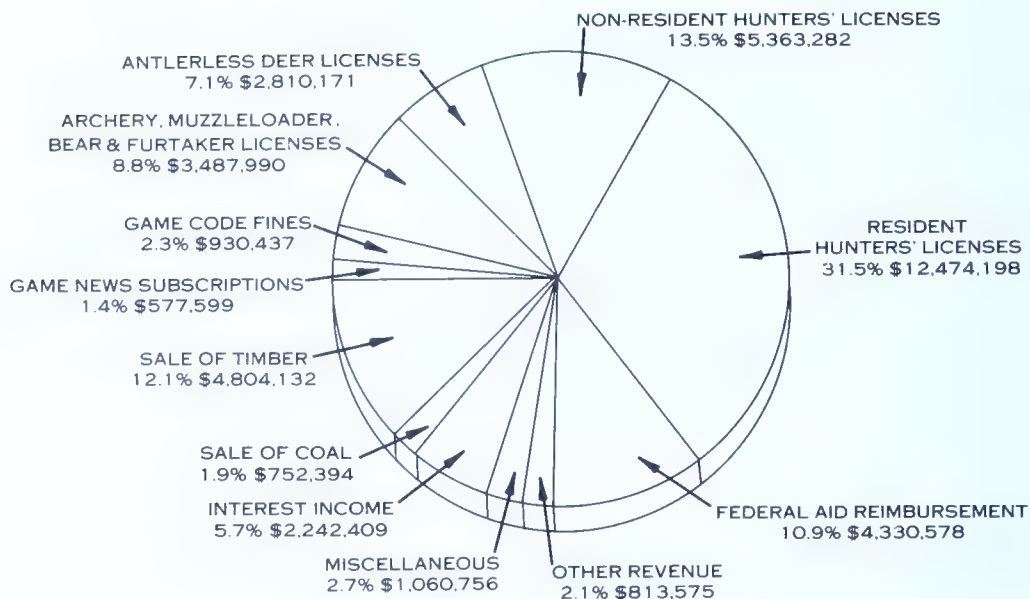 NON-RESIDENT HUNTERS' LICENSES
13.5% $5,363,282
ANTLERLESS DEER LICENSES
7.1% $2,810,171
ARCHERY, MUZZLELOADER,
BEAR & FURTAKER LICENSES
8.8% $3,487,990
GAME CODE FINES
2.3% $930,437
GAME NEWS SUBSCRIPTIONS
1.4% $577,599
SALE OF TIMBER
12.1% $4,804,132
SALE OF COAL
1.9% $752,394
INTEREST INCOME
5.7% $2,242,409
MISCELLANEOUS
2.7% $1,060,756
OTHER REVENUE
2.1% $813,575
FEDERAL AID REIMBURSEMENT
10.9% $4,330,578
RESIDENT
HUNTERS' LICENSES
31.5% $12,474,198